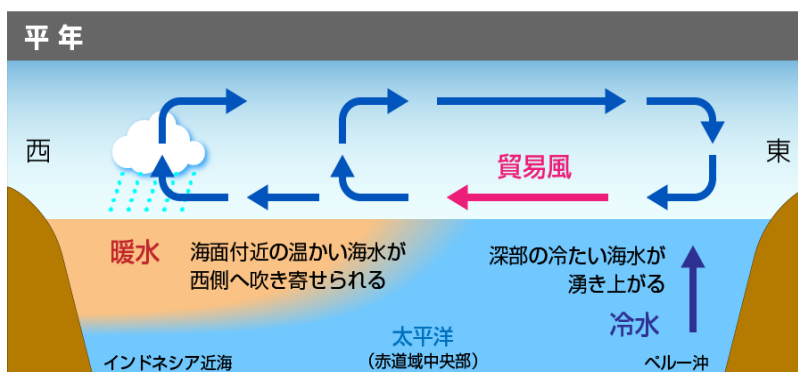 平年
西
東
貿易風
暖水
海面付近の温かい海水が
西側へ吹き寄せられる
深部の冷たい海水が
湧き上がる
冷水
太平洋
(赤道域中央部)
インドネシア近海
ペルー沖